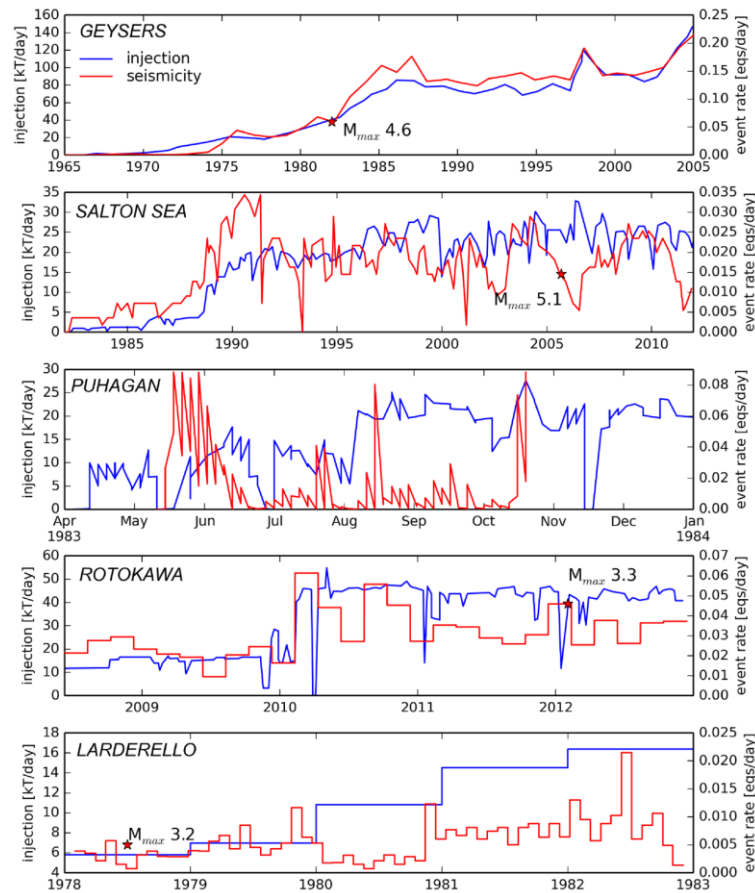 GEYSERS
injection
seismicity
M_max 4.6
injection [kT/day]
event rate [eqs/day]
160
140
120
100
80
60
40
20
0
0.25
0.20
0.15
0.10
0.05
0.00
1965 1970 1975 1980 1985 1990 1995 2000 2005
SALTON SEA
M_max 5.1
injection [kT/day]
event rate [eqs/day]
35
30
25
20
15
10
5
0
0.035
0.030
0.025
0.020
0.015
0.010
0.005
0.000
1985 1990 1995 2000 2005 2010
PUHAGAN
injection [kT/day]
event rate [eqs/day]
30
25
20
15
10
5
0
0.08
0.06
0.04
0.02
0.00
Apr May Jun Jul Aug Sep Oct Nov Dec Jan
1983 1984
ROTOKAWA
M_max 3.3
injection [kT/day]
event rate [eqs/day]
60
50
40
30
20
10
0
0.07
0.06
0.05
0.04
0.03
0.02
0.01
0.00
2009 2010 2011 2012
LARDERELLO
M_max 3.2
injection [kT/day]
event rate [eqs/day]
18
16
14
12
10
8
6
4
0.025
0.020
0.015
0.010
0.005
0.000
1978 1979 1980 1981 1982 1983